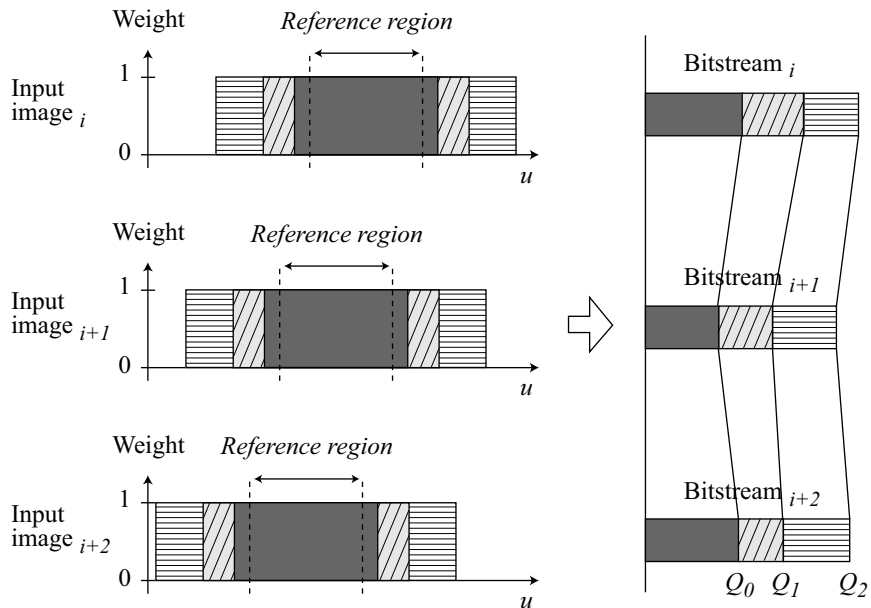 Weight
Reference region
Input
image i
1
0
u
Weight
Reference region
Input
image i+1
1
0
u
Weight
Reference region
Input
image i+2
1
0
u
Bitstream i
Bitstream i+1
Bitstream i+2
Q0 Q1 Q2